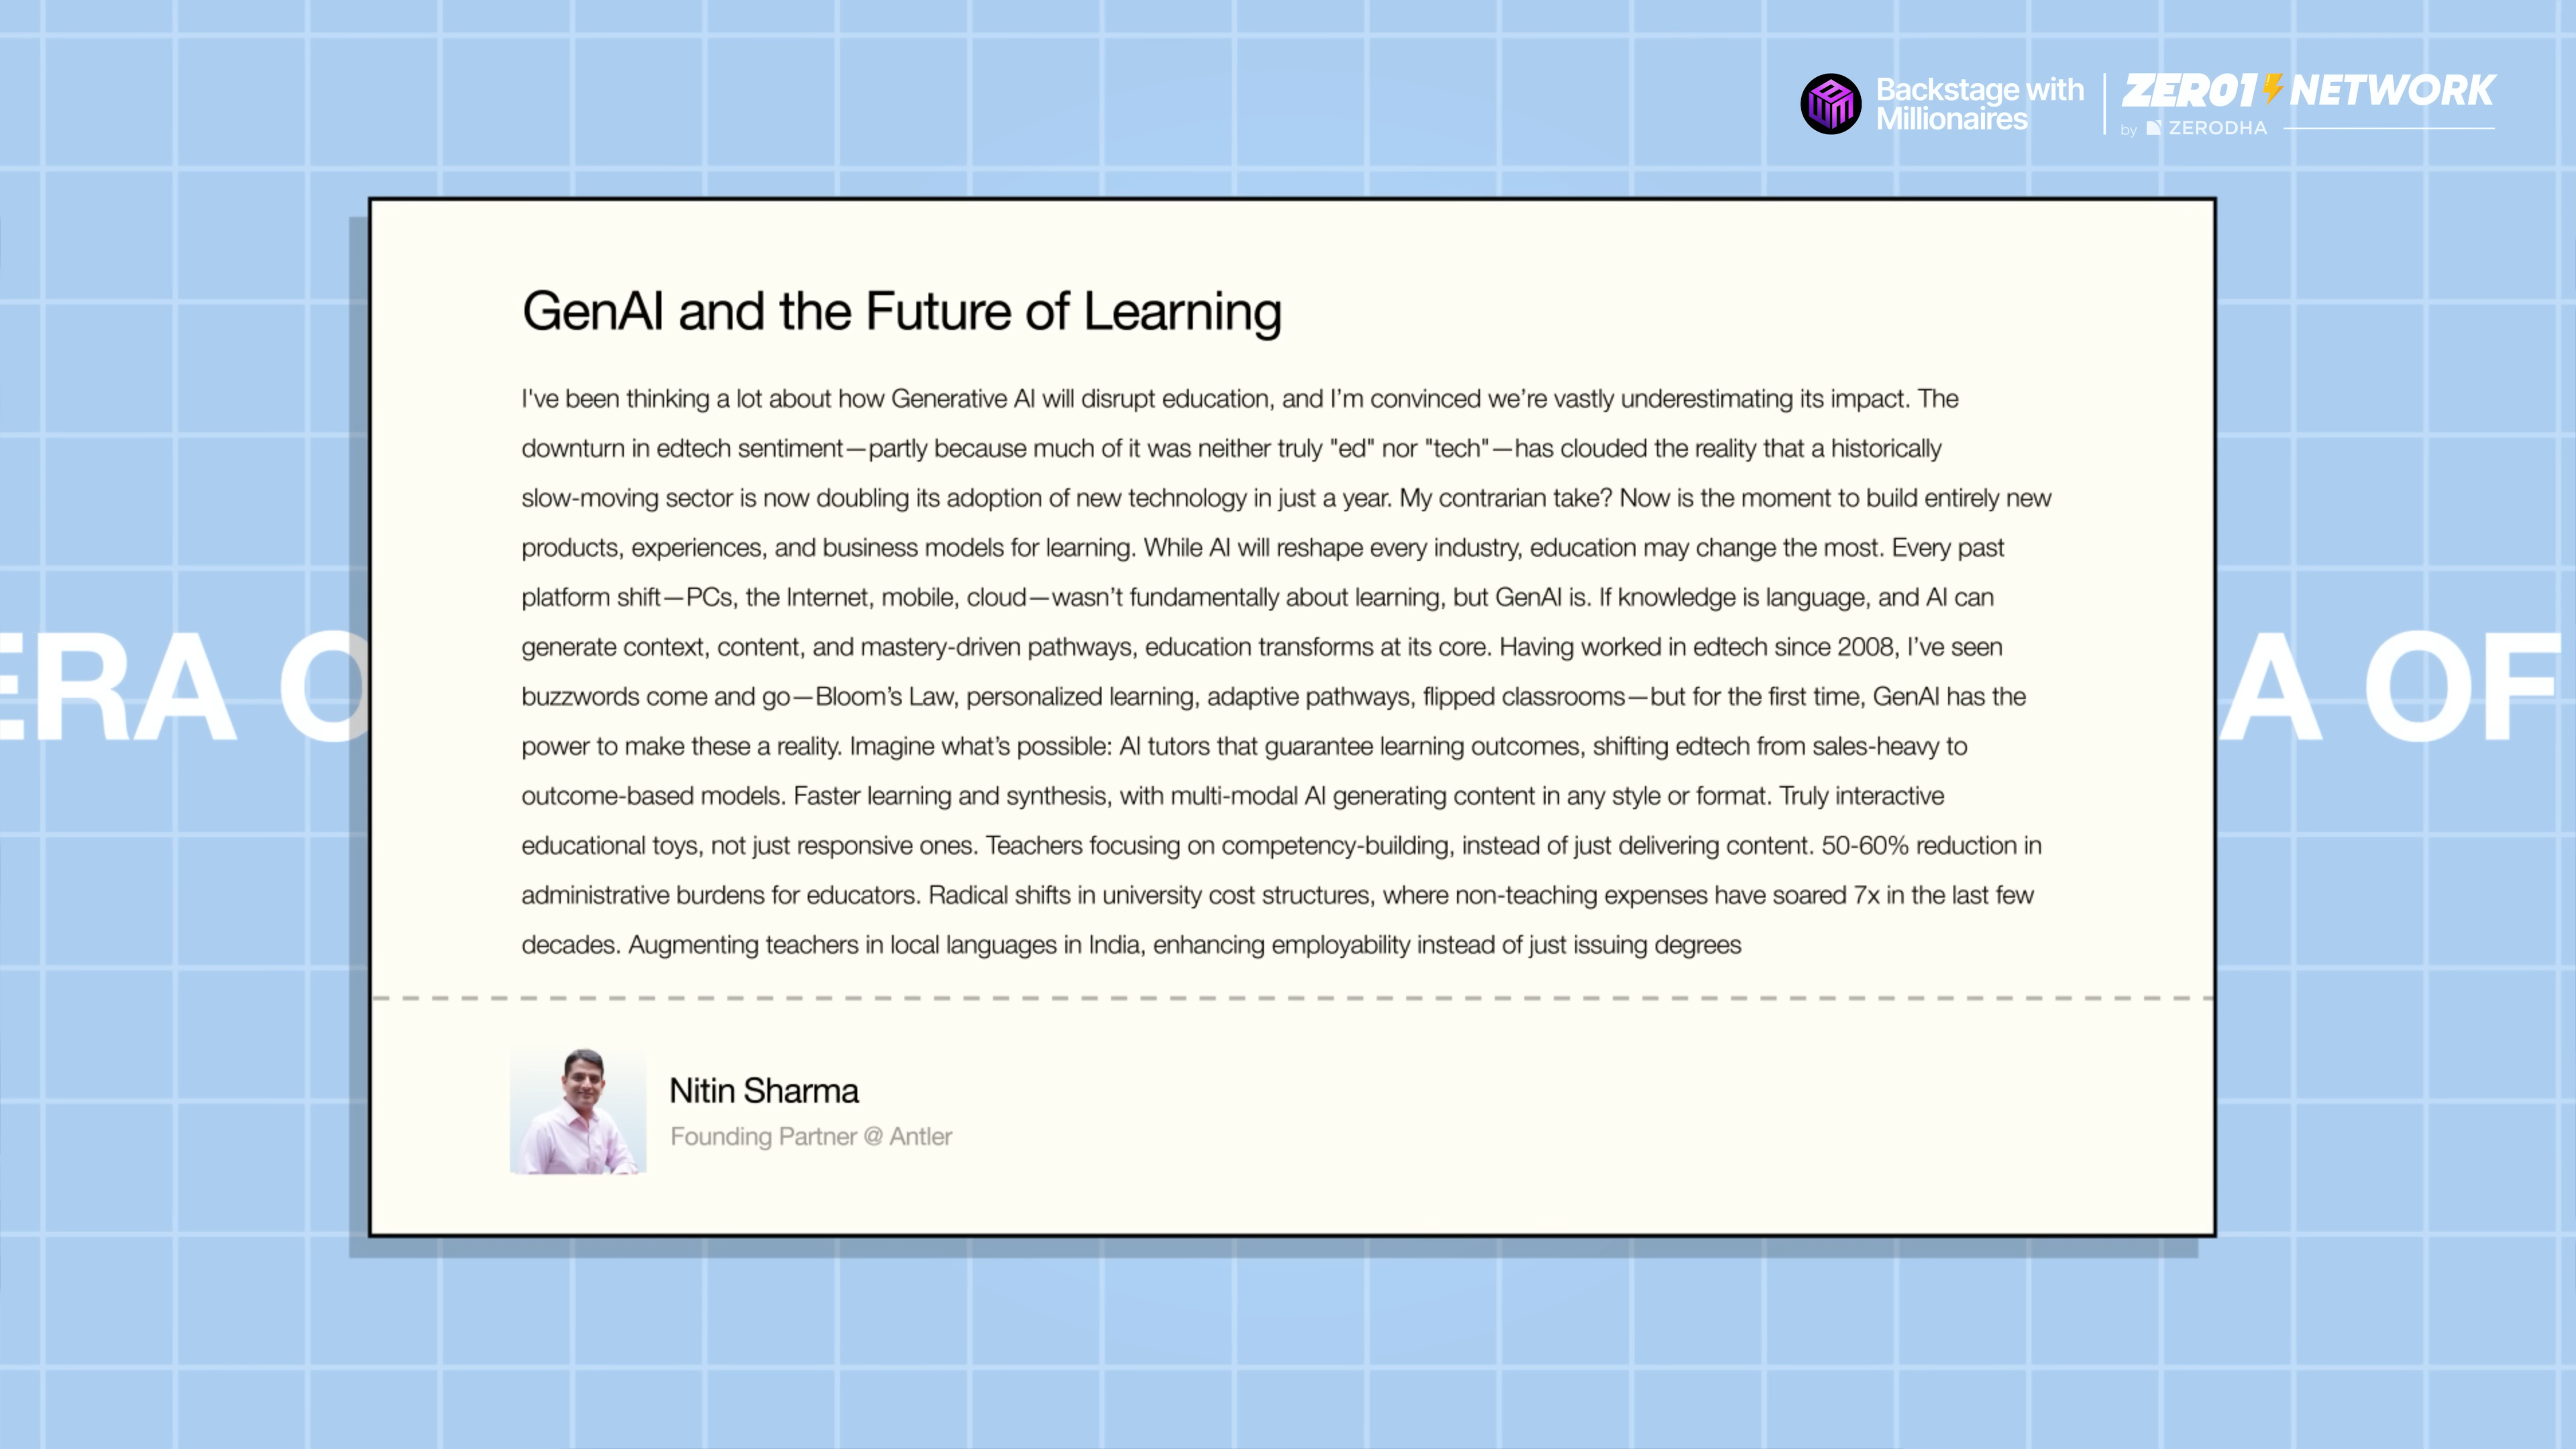 Backstage with
Millionaires
ZERO1 NETWORK
by ZERODHA
GenAI and the Future of Learning
I've been thinking a lot about how Generative AI will disrupt education, and I’m convinced we’re vastly underestimating its impact. The
downturn in edtech sentiment—partly because much of it was neither truly "ed" nor "tech"—has clouded the reality that a historically
slow-moving sector is now doubling its adoption of new technology in just a year. My contrarian take? Now is the moment to build entirely new
products, experiences, and business models for learning. While AI will reshape every industry, education may change the most. Every past
platform shift—PCs, the Internet, mobile, cloud—wasn’t fundamentally about learning, but GenAI is. If knowledge is language, and AI can
generate context, content, and mastery-driven pathways, education transforms at its core. Having worked in edtech since 2008, I’ve seen
buzzwords come and go—Bloom’s Law, personalized learning, adaptive pathways, flipped classrooms—but for the first time, GenAI has the
power to make these a reality. Imagine what’s possible: AI tutors that guarantee learning outcomes, shifting edtech from sales-heavy to
outcome-based models. Faster learning and synthesis, with multi-modal AI generating content in any style or format. Truly interactive
educational toys, not just responsive ones. Teachers focusing on competency-building, instead of just delivering content. 50-60% reduction in
administrative burdens for educators. Radical shifts in university cost structures, where non-teaching expenses have soared 7x in the last few
decades. Augmenting teachers in local languages in India, enhancing employability instead of just issuing degrees
ERA O
A OF
Nitin Sharma
Founding Partner @ Antler